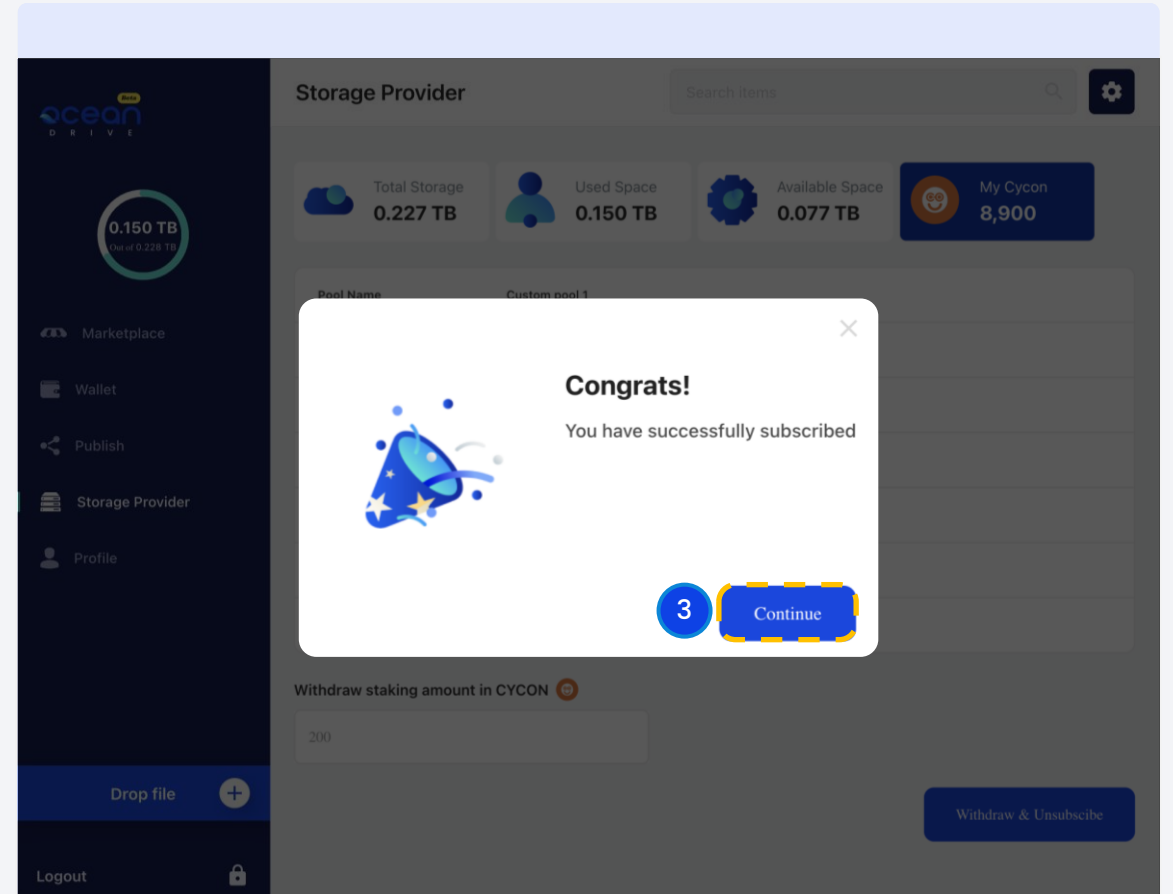 Beta
ocean
DRIVE
0.150 TB
Out of 0.228 TB
Marketplace
Wallet
Publish
Storage Provider
Profile
Drop file
Logout
Storage Provider
Search items
Total Storage
0.227 TB
Used Space
0.150 TB
Available Space
0.077 TB
My Cycon
8,900
Pool Name
Custom pool 1
Congrats!
You have successfully subscribed
3
Continue
Withdraw staking amount in CYCON
200
Withdraw & Unsubscibe